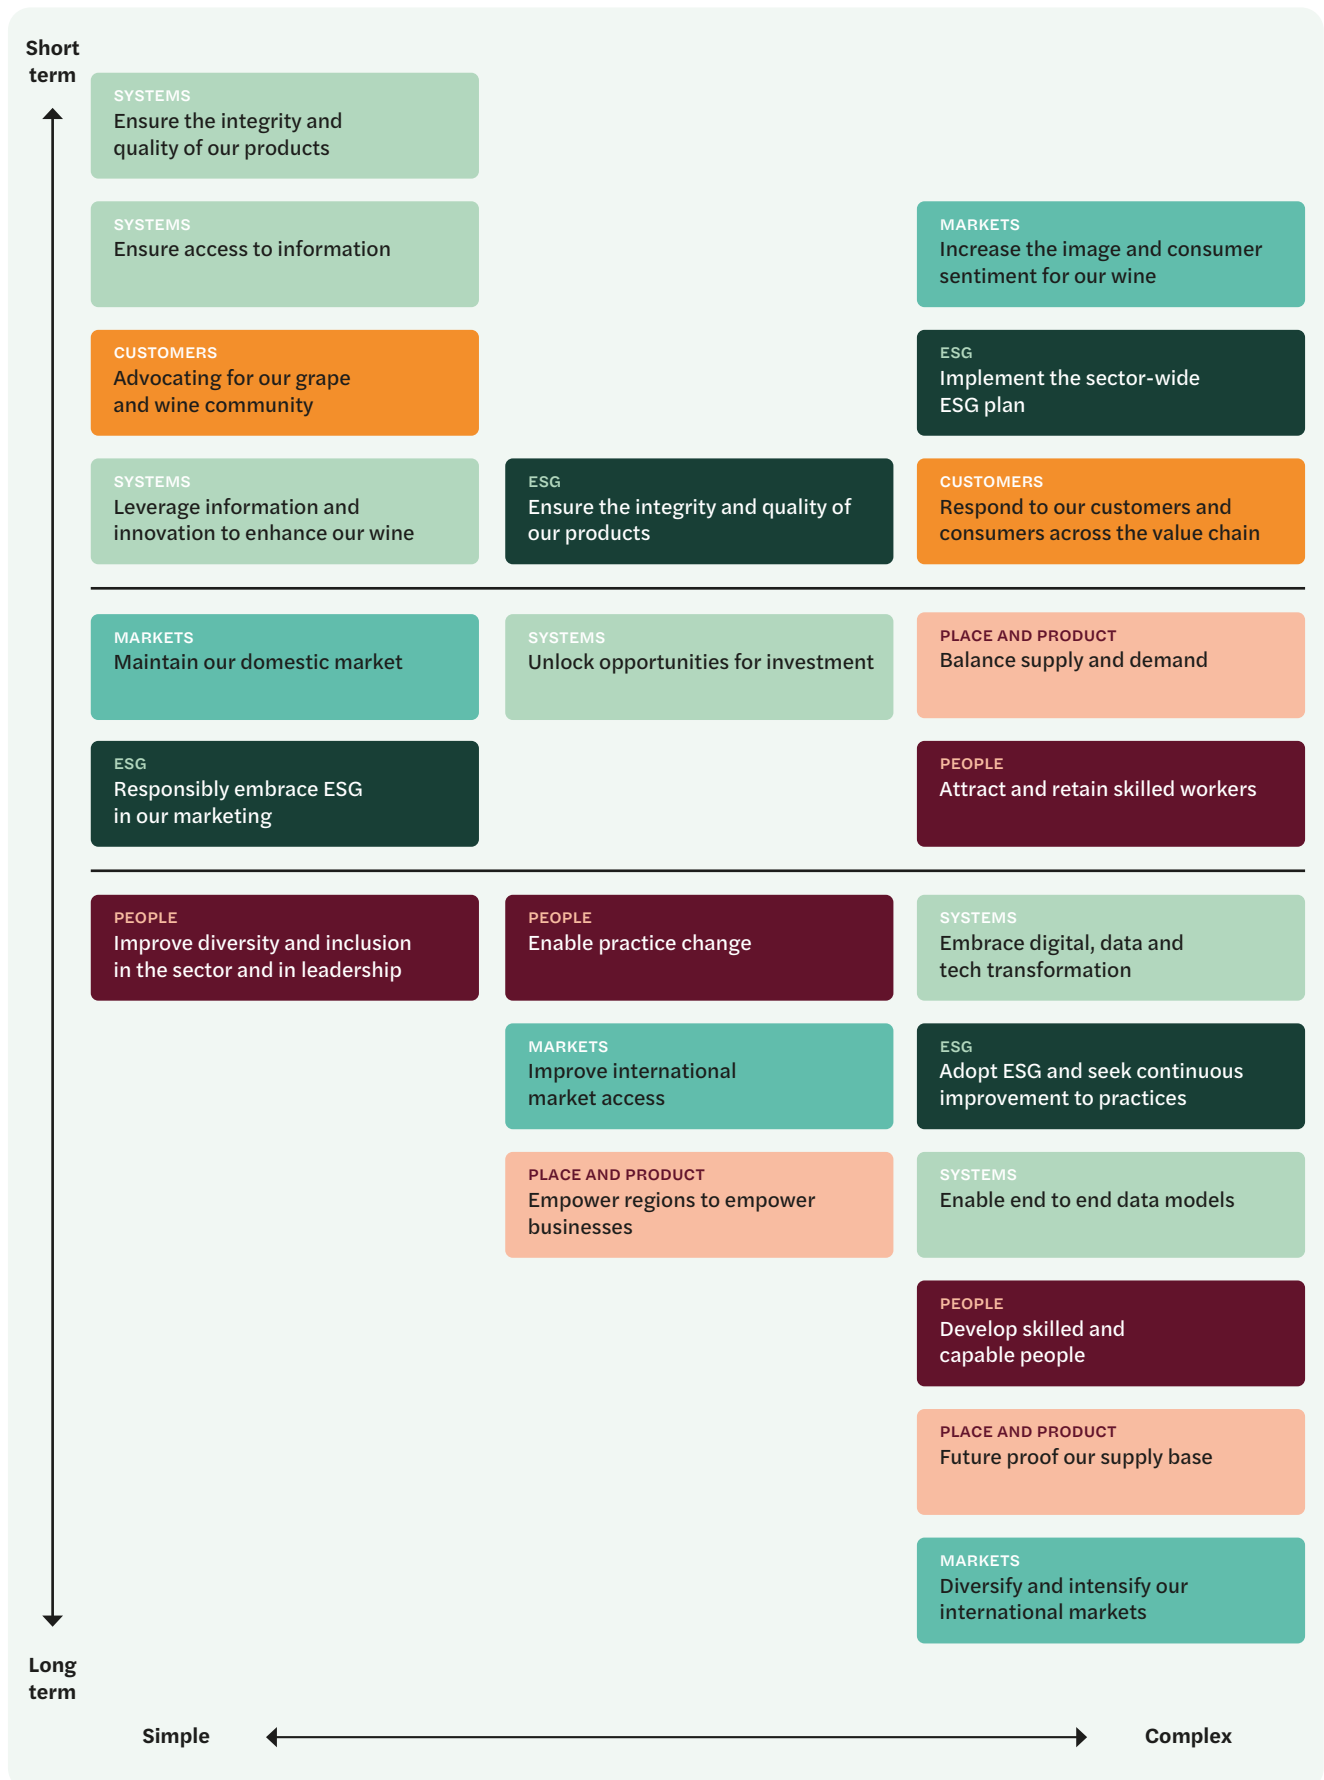 Short
term
SYSTEMS
Ensure the integrity and
quality of our products
SYSTEMS
Ensure access to information
MARKETS
Increase the image and consumer
sentiment for our wine
CUSTOMERS
Advocating for our grape
and wine community
ESG
Implement the sector-wide
ESG plan
SYSTEMS
Leverage information and
innovation to enhance our wine
ESG
Ensure the integrity and quality of
our products
CUSTOMERS
Respond to our customers and
consumers across the value chain
MARKETS
Maintain our domestic market
SYSTEMS
Unlock opportunities for investment
PLACE AND PRODUCT
Balance supply and demand
ESG
Responsibly embrace ESG
in our marketing
PEOPLE
Attract and retain skilled workers
PEOPLE
Improve diversity and inclusion
in the sector and in leadership
PEOPLE
Enable practice change
SYSTEMS
Embrace digital, data and
tech transformation
MARKETS
Improve international
market access
ESG
Adopt ESG and seek continuous
improvement to practices
PLACE AND PRODUCT
Empower regions to empower
businesses
SYSTEMS
Enable end to end data models
PEOPLE
Develop skilled and
capable people
PLACE AND PRODUCT
Future proof our supply base
MARKETS
Diversify and intensify our
international markets
Long
term
Simple
Complex